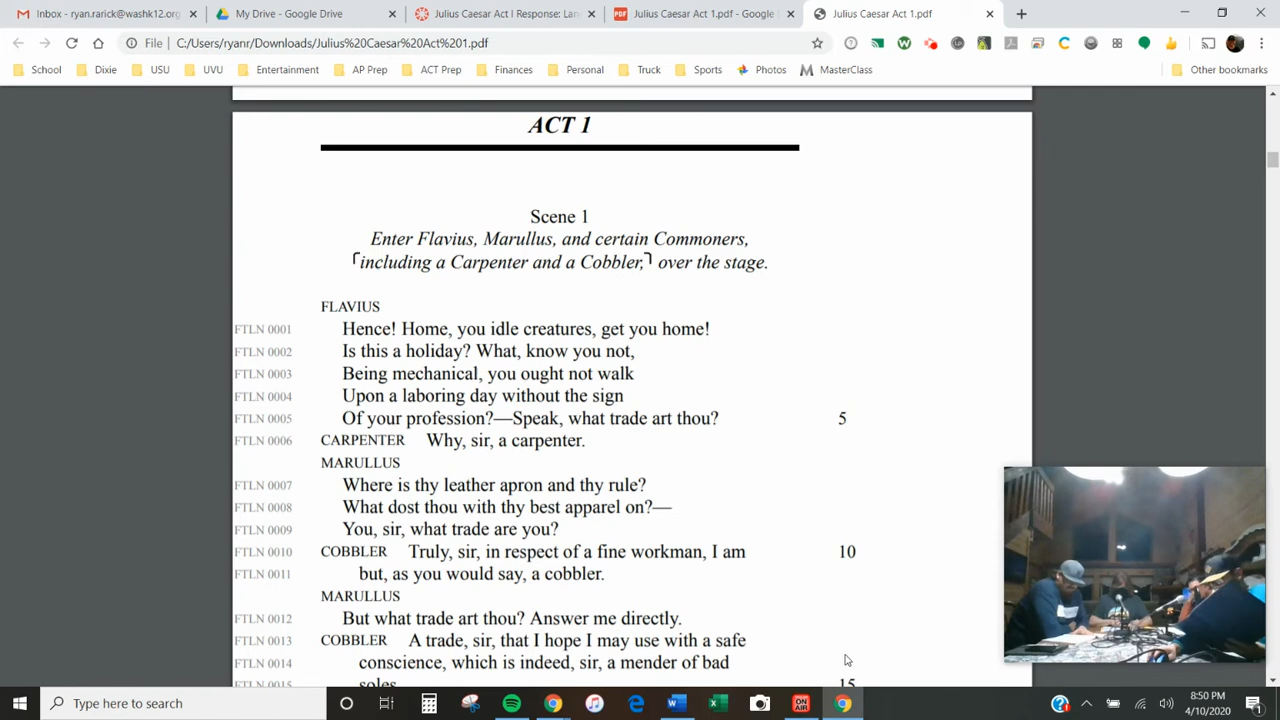 Inbox - ryan.rarick@washk12.org
My Drive - Google Drive
Julius Caesar Act I Response: Lan
Julius Caesar Act 1.pdf - Google
Julius Caesar Act 1.pdf
File | C:/Users/ryanr/Downloads/Julius%20Caesar%20Act%201.pdf
School Dixie USU UVU Entertainment AP Prep ACT Prep Finances Personal Truck Sports Photos MasterClass Other bookmarks
ACT 1
Scene 1
Enter Flavius, Marullus, and certain Commoners,
⌜including a Carpenter and a Cobbler,⌝ over the stage.
FLAVIUS
FTLN 0001 Hence! Home, you idle creatures, get you home!
FTLN 0002 Is this a holiday? What, know you not,
FTLN 0003 Being mechanical, you ought not walk
FTLN 0004 Upon a laboring day without the sign
FTLN 0005 Of your profession?—Speak, what trade art thou? 5
FTLN 0006 CARPENTER Why, sir, a carpenter.
MARULLUS
FTLN 0007 Where is thy leather apron and thy rule?
FTLN 0008 What dost thou with thy best apparel on?—
FTLN 0009 You, sir, what trade are you?
FTLN 0010 COBBLER Truly, sir, in respect of a fine workman, I am 10
FTLN 0011 but, as you would say, a cobbler.
MARULLUS
FTLN 0012 But what trade art thou? Answer me directly.
FTLN 0013 COBBLER A trade, sir, that I hope I may use with a safe
FTLN 0014 conscience, which is indeed, sir, a mender of bad
FTLN 0015 soles. 15
Type here to search
ON AIR
8:50 PM
4/10/2020